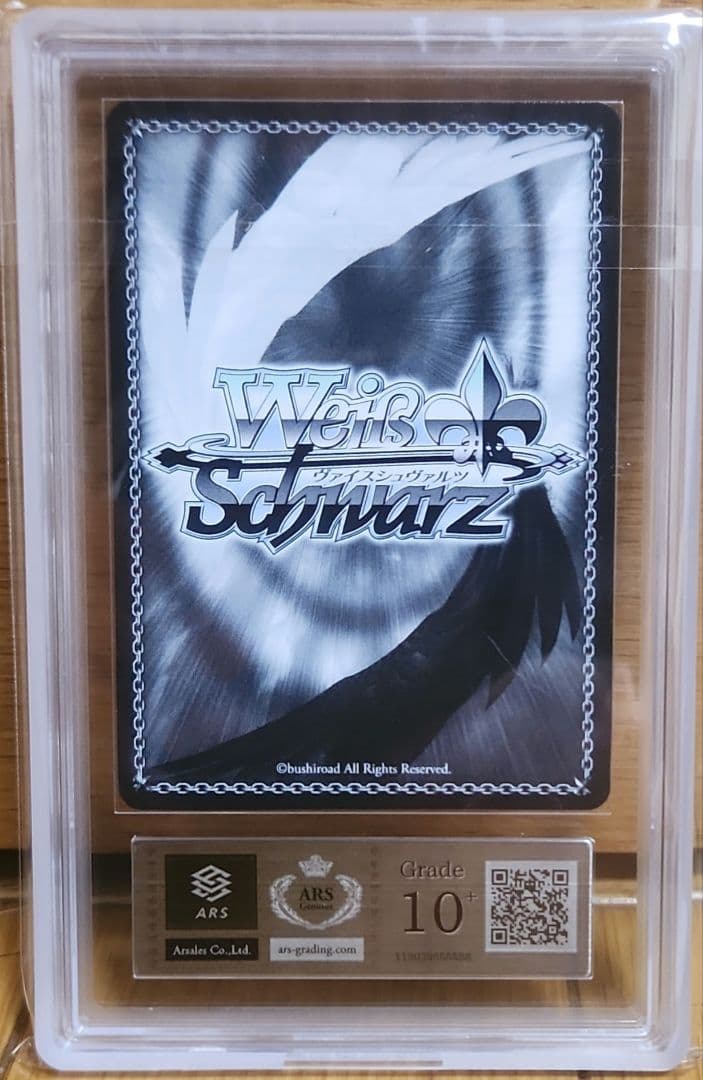 Weiß
ヴァイスシュヴァルツ
Schwarz
©bushiroad All Rights Reserved.
ARS
Arsales Co.,Ltd.
ARS
Genuine
ars-grading.com
Grade
10+